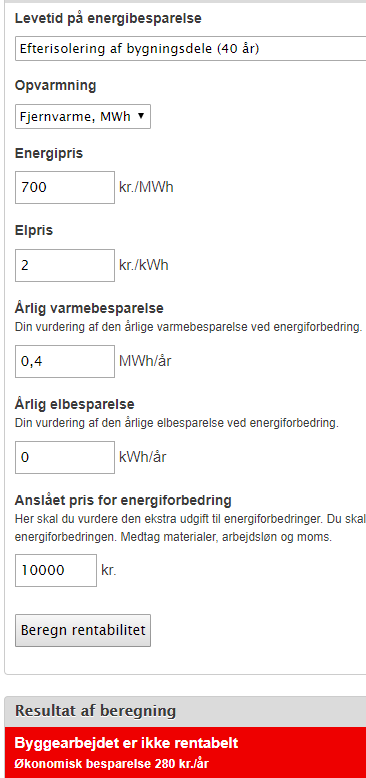 Levetid på energibesparelse
Efterisolering af bygningsdele (40 år)
Opvarmning
Fjernvarme, MWh
Energipris
700 kr./MWh
Elpris
2 kr./kWh
Årlig varmebesparelse
Din vurdering af den årlige varmebesparelse ved energiforbedring.
0,4 MWh/år
Årlig elbesparelse
Din vurdering af den årlige elbesparelse ved energiforbedring.
0 kWh/år
Anslået pris for energiforbedring
Her skal du vurdere den ekstra udgift til energiforbedringer. Du skal
energiforbedringen. Medtag materialer, arbejdsløn og moms.
10000 kr.
Beregn rentabilitet
Resultat af beregning
Byggearbejdet er ikke rentabelt
Økonomisk besparelse 280 kr./år